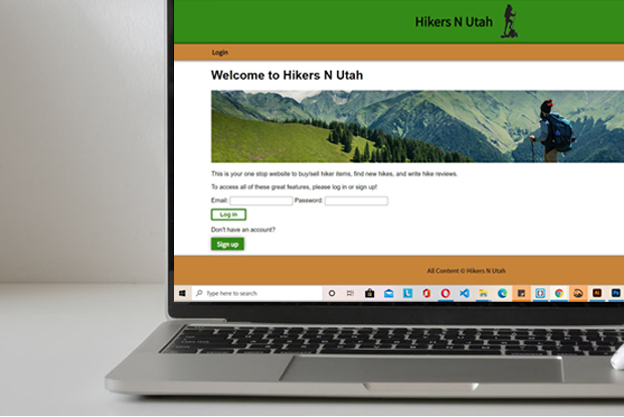 Hikers N Utah
Login
Welcome to Hikers N Utah
This is your one stop website to buy/sell hiker items, find new hikes, and write hike reviews.
To access all of these great features, please log in or sign up!
Email: Password:
Log in
Don't have an account?
Sign up
All Content © Hikers N Utah
Type here to search